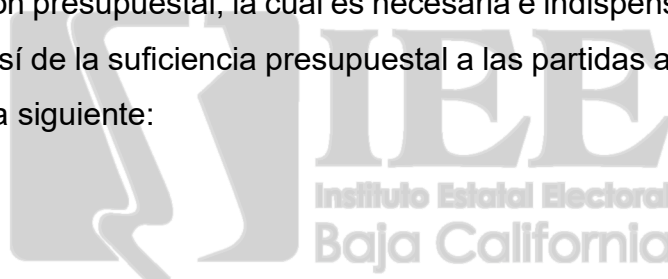 ón presupuestal, la cual es necesaria e indispens
sí de la suficiencia presupuestal a las partidas a
a siguiente:
IEE
Instituto Estatal Electoral
Baja California